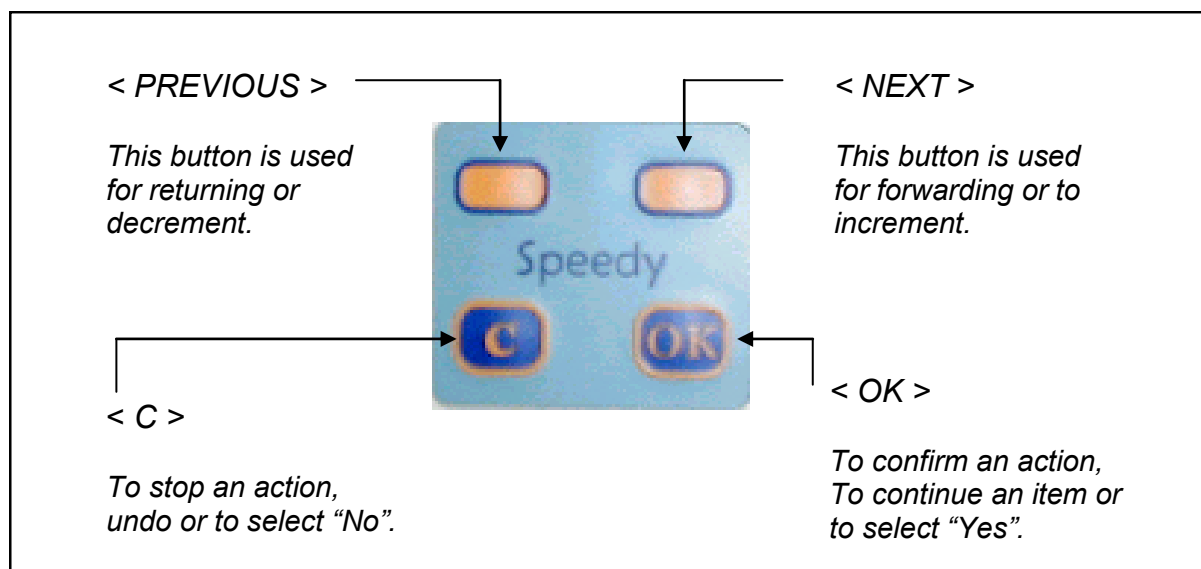 < PREVIOUS >
This button is used
for returning or
decrement.
< NEXT >
This button is used
for forwarding or to
increment.
Speedy
C
OK
< C >
To stop an action,
undo or to select “No”.
< OK >
To confirm an action,
To continue an item or
to select “Yes”.